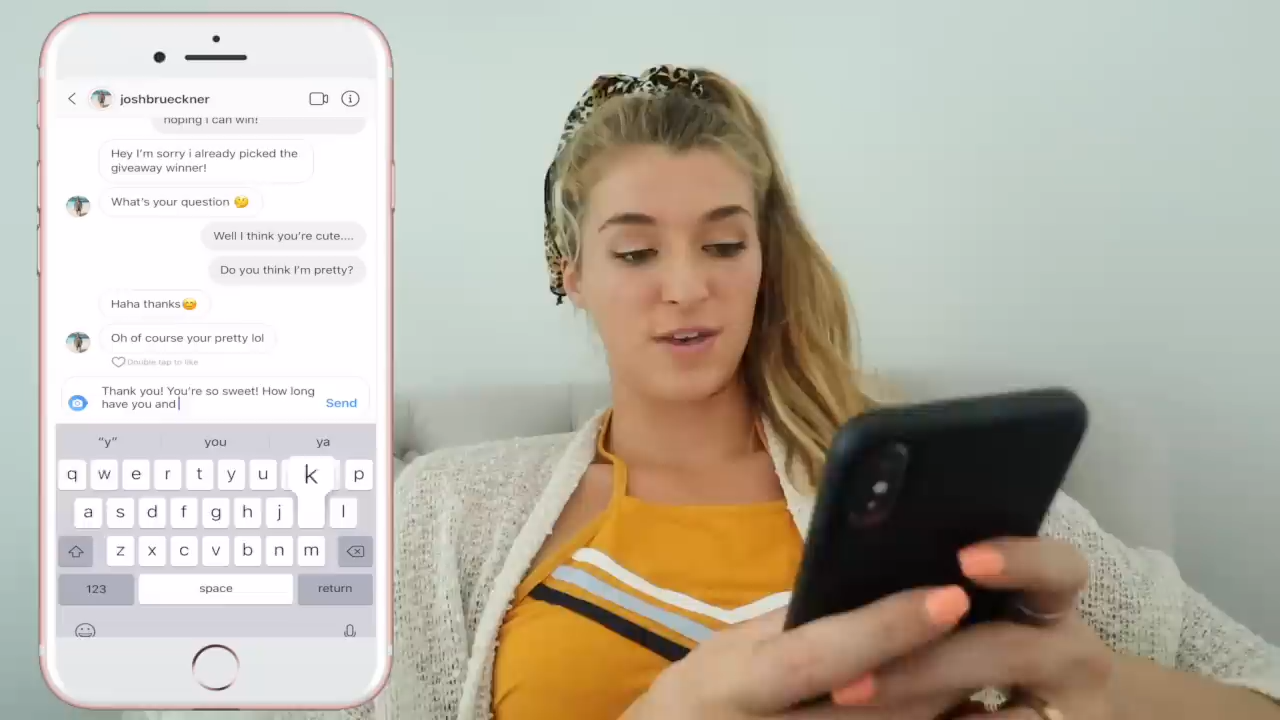 joshbrueckner
hoping I can win!
Hey I'm sorry i already picked the
giveaway winner!
What's your question 🤔
Well I think you're cute....
Do you think I'm pretty?
Haha thanks😊
Oh of course your pretty lol
Double tap to like
Thank you! You're so sweet! How long
have you and
Send
“y” you ya
q w e r t y u k p
a s d f g h j l
z x c v b n m
123 space return